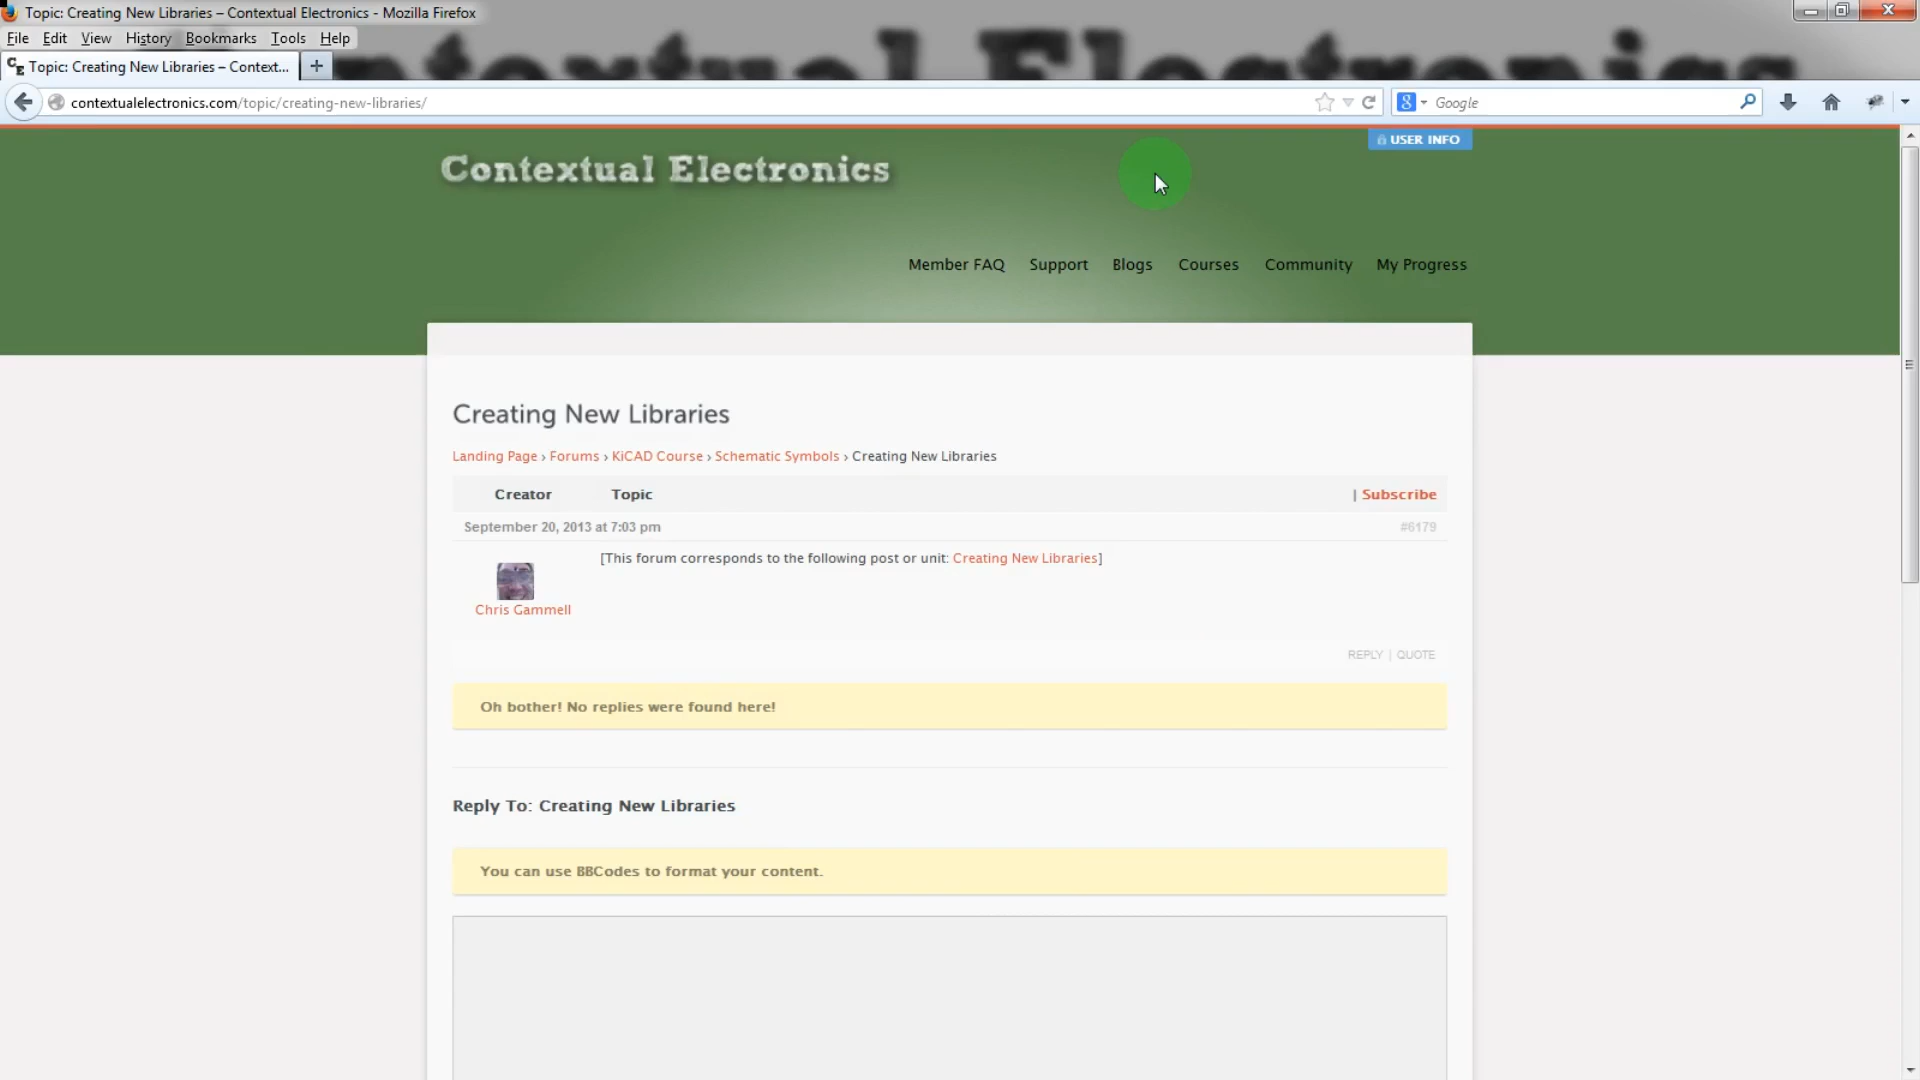 Topic: Creating New Libraries – Contextual Electronics - Mozilla Firefox
File Edit View History Bookmarks Tools Help
Topic: Creating New Libraries – Context...
contextualelectronics.com/topic/creating-new-libraries/
Google
USER INFO
Contextual Electronics
Member FAQ Support Blogs Courses Community My Progress
Creating New Libraries
Landing Page › Forums › KiCAD Course › Schematic Symbols › Creating New Libraries
Creator Topic | Subscribe
September 20, 2013 at 7:03 pm #6179
[This forum corresponds to the following post or unit: Creating New Libraries]
Chris Gammell
REPLY | QUOTE
Oh bother! No replies were found here!
Reply To: Creating New Libraries
You can use BBCodes to format your content.